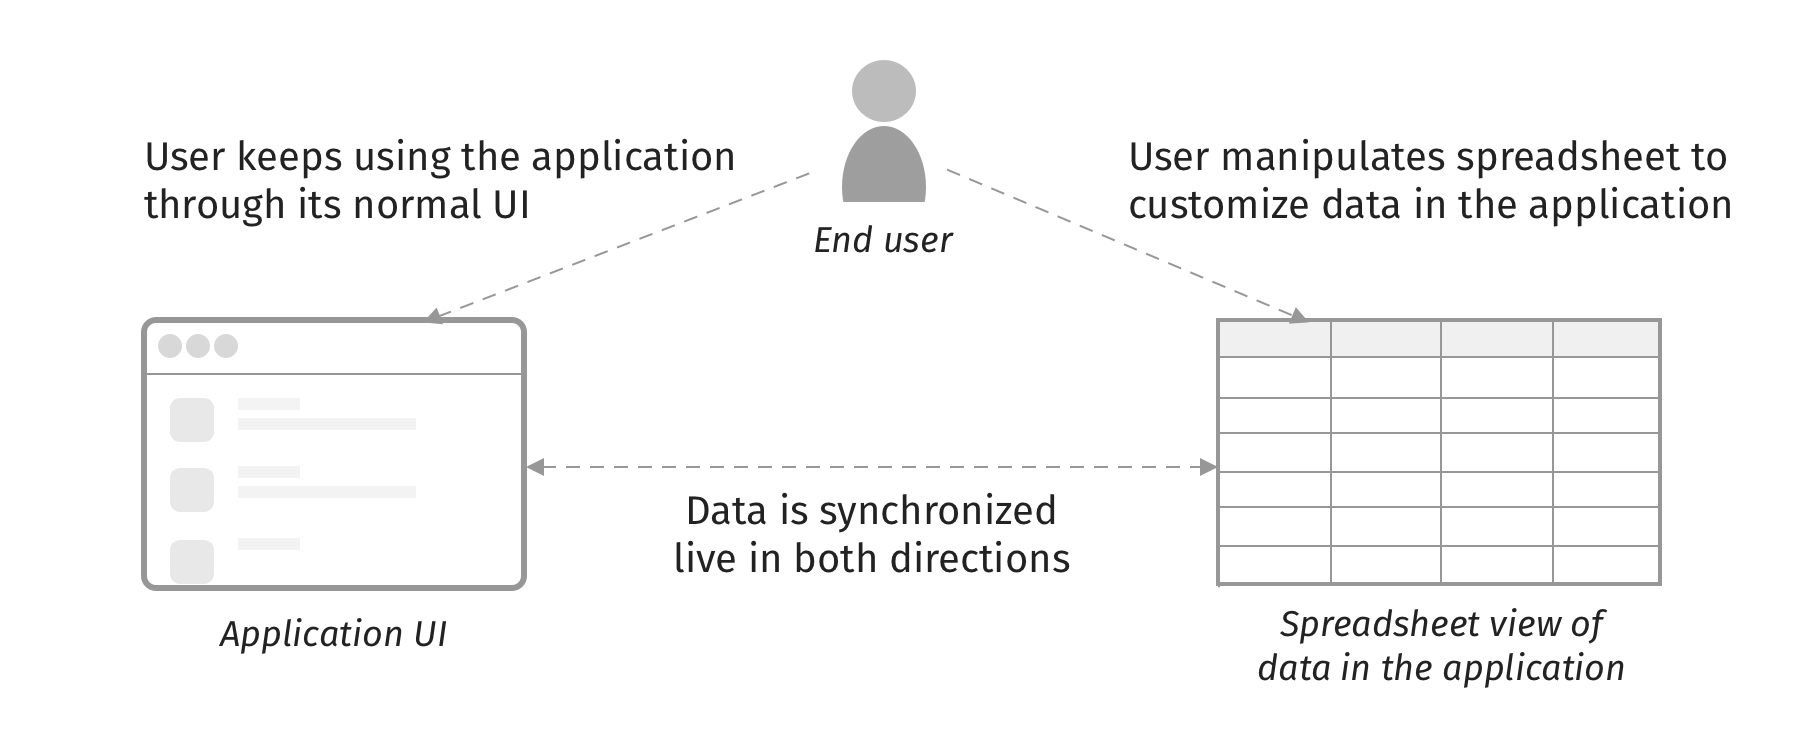 User keeps using the application
through its normal UI
End user
User manipulates spreadsheet to
customize data in the application
Data is synchronized
live in both directions
Application UI
Spreadsheet view of
data in the application